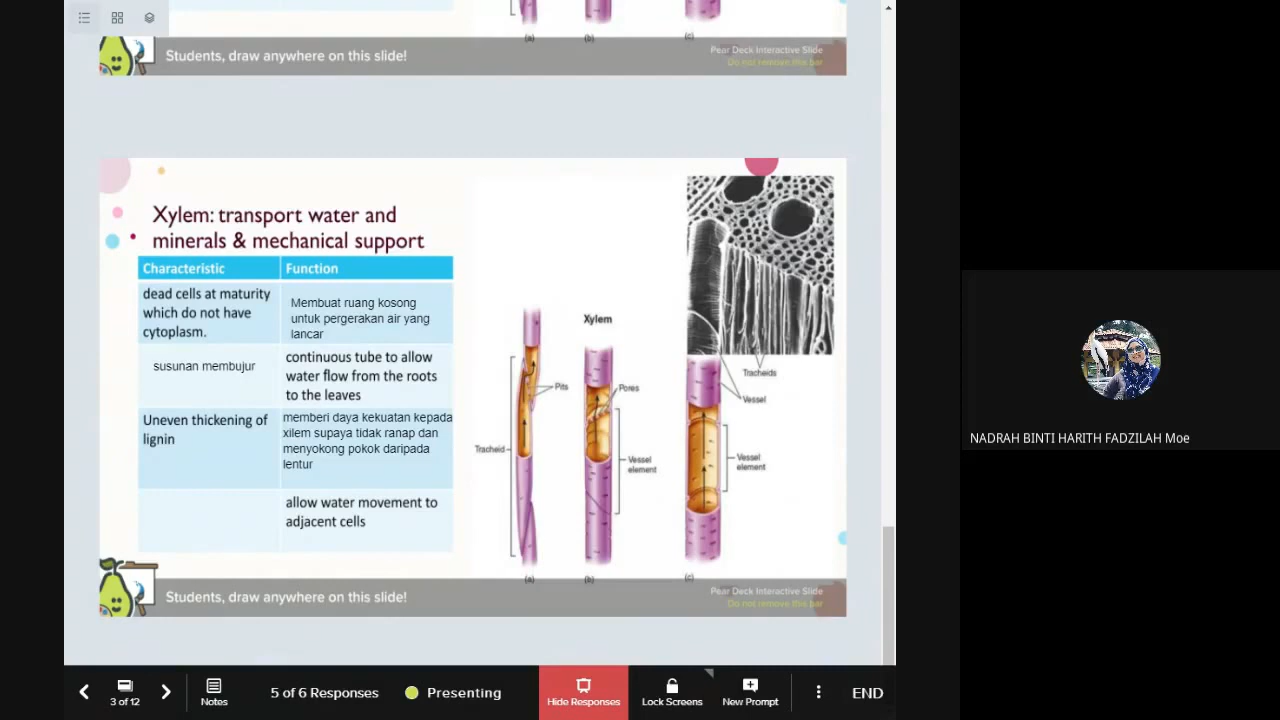 (a)
(b)
(c)
Students, draw anywhere on this slide!
Pear Deck Interactive Slide
Do not remove this bar
Xylem: transport water and
minerals & mechanical support
Characteristic
Function
dead cells at maturity
which do not have
cytoplasm.
Membuat ruang kosong
untuk pergerakan air yang
lancar
susunan membujur
continuous tube to allow
water flow from the roots
to the leaves
Uneven thickening of
lignin
memberi daya kekuatan kepada
xilem supaya tidak ranap dan
menyokong pokok daripada
lentur
allow water movement to
adjacent cells
Xylem
Pits
Pores
Tracheid
Vessel
element
Tracheids
Vessel
Vessel
element
(a)
(b)
(c)
Students, draw anywhere on this slide!
Pear Deck Interactive Slide
Do not remove this bar
NADRAH BINTI HARITH FADZILAH Moe
3 of 12
Notes
5 of 6 Responses
Presenting
Hide Responses
Lock Screens
New Prompt
END